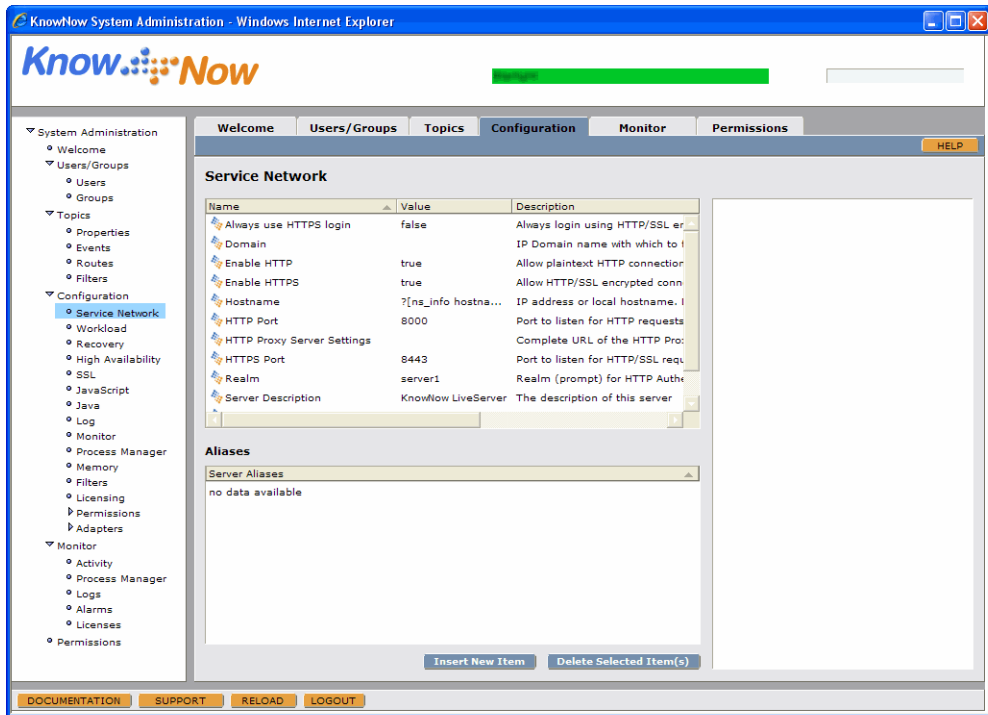 KnowNow System Administration - Windows Internet Explorer
Know Now
System Administration
Welcome
Users/Groups
Users
Groups
Topics
Properties
Events
Routes
Filters
Configuration
Service Network
Workload
Recovery
High Availability
SSL
JavaScript
Java
Log
Monitor
Process Manager
Memory
Filters
Licensing
Permissions
Adapters
Monitor
Activity
Process Manager
Logs
Alarms
Licenses
Permissions
Welcome Users/Groups Topics Configuration Monitor Permissions
HELP
Service Network
Name Value Description
Always use HTTPS login false Always login using HTTP/SSL er
Domain IP Domain name with which to
Enable HTTP true Allow plaintext HTTP connection
Enable HTTPS true Allow HTTP/SSL encrypted conn
Hostname ?[ns_info hostna... IP address or local hostname. I
HTTP Port 8000 Port to listen for HTTP requests
HTTP Proxy Server Settings Complete URL of the HTTP Pro
HTTPS Port 8443 Port to listen for HTTP/SSL requ
Realm server1 Realm (prompt) for HTTP Authe
Server Description KnowNow LiveServer The description of this server
Aliases
Server Aliases
no data available
Insert New Item Delete Selected Item(s)
DOCUMENTATION SUPPORT RELOAD LOGOUT